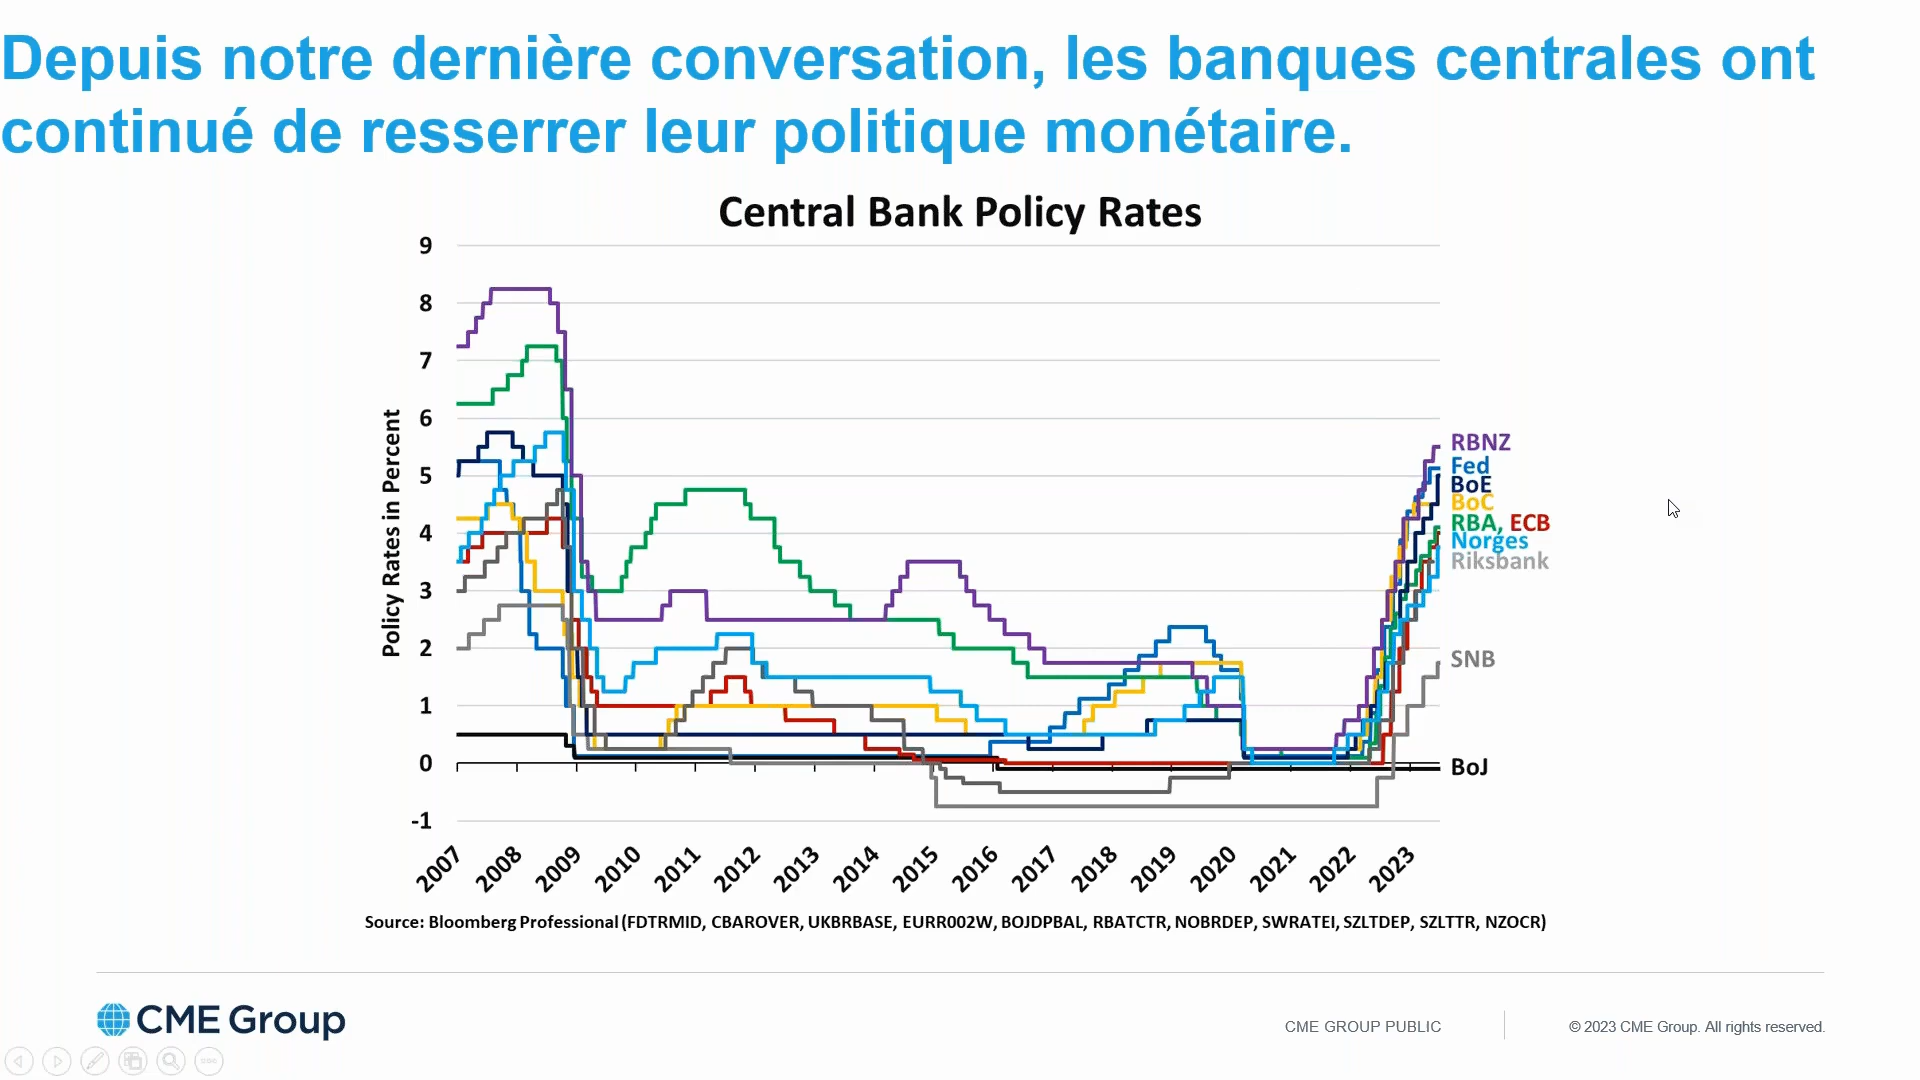 Depuis notre dernière conversation, les banques centrales ont
continué de resserrer leur politique monétaire.
Central Bank Policy Rates
Policy Rates in Percent
9
8
7
6
5
4
3
2
1
0
-1
RBNZ
Fed
BoE
BoC
RBA, ECB
Norges
Riksbank
SNB
BoJ
2007 2008 2009 2010 2011 2012 2013 2014 2015 2016 2017 2018 2019 2020 2021 2022 2023
Source: Bloomberg Professional (FDTRMID, CBAROVER, UKBRBASE, EURR002W, BOJDPBAL, RBATCTR, NOBRDEP, SWRATEI, SZLTDEP, SZLTTR, NZOCR)
CME Group
CME GROUP PUBLIC
© 2023 CME Group. All rights reserved.